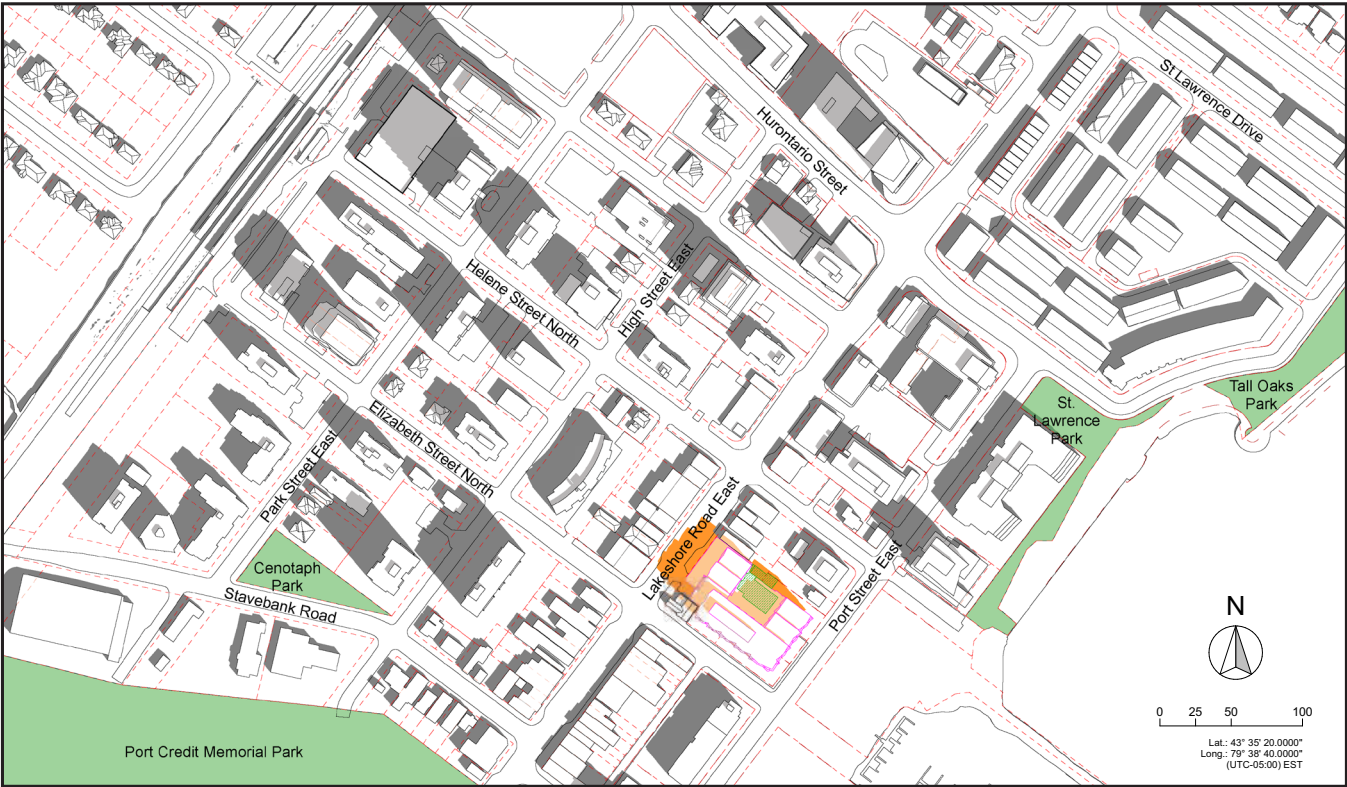 St Lawrence Drive
Hurontario Street
High Street East
Helene Street North
Tall Oaks
Park
St.
Lawrence
Park
Elizabeth Street North
Park Street East
Lakeshore Road East
Port Street East
Cenotaph
Park
Stavebank Road
Port Credit Memorial Park
N
0 25 50 100
Lat.: 43° 35' 20.0000"
Long.: 79° 38' 40.0000"
(UTC-05:00) EST